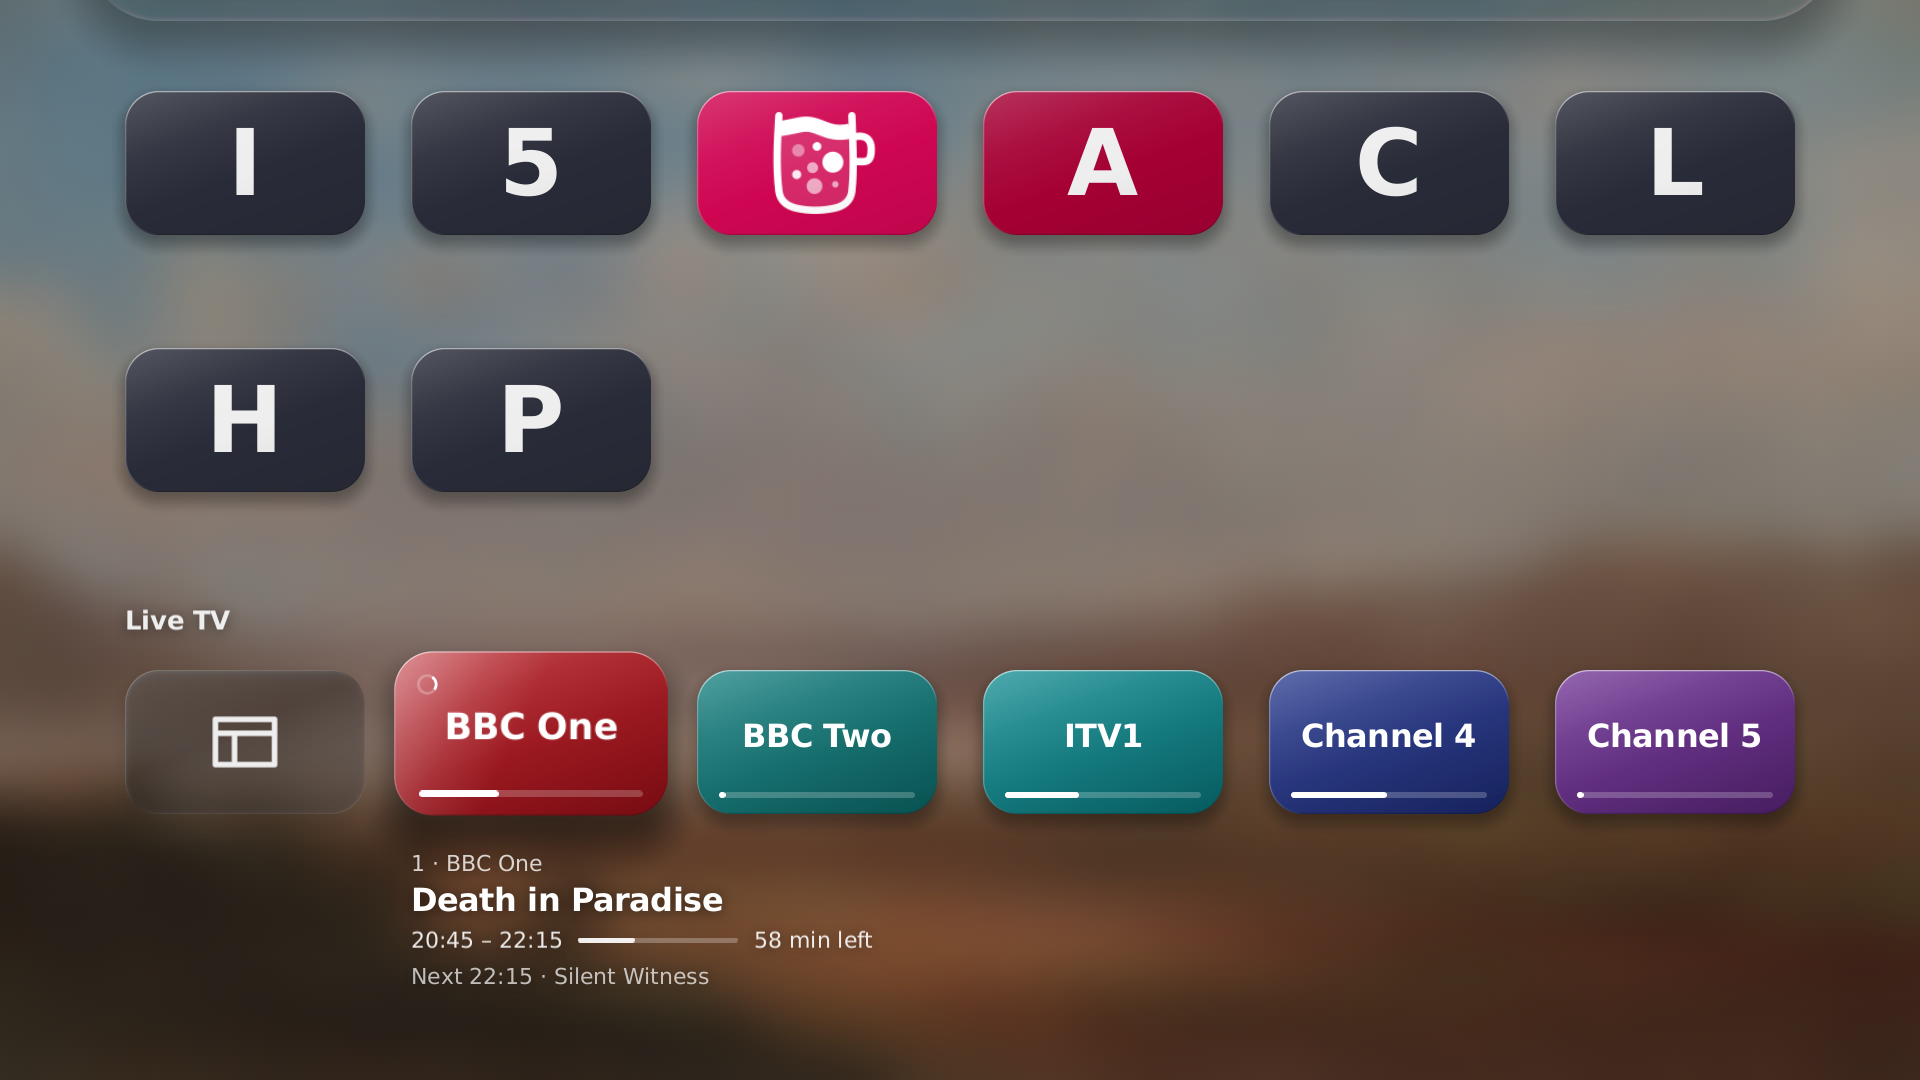 I 5 A C L
H P
Live TV
BBC One BBC Two ITV1 Channel 4 Channel 5
1 · BBC One
Death in Paradise
20:45 – 22:15 58 min left
Next 22:15 · Silent Witness